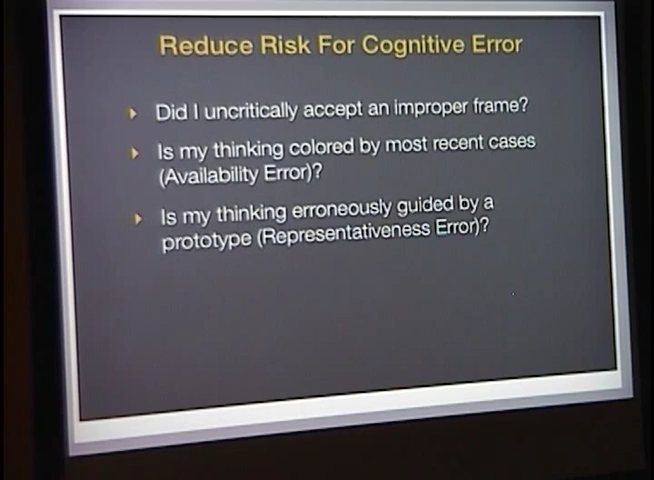 Reduce Risk For Cognitive Error
Did I uncritically accept an improper frame?
Is my thinking colored by most recent cases
(Availability Error)?
Is my thinking erroneously guided by a
prototype (Representativeness Error)?